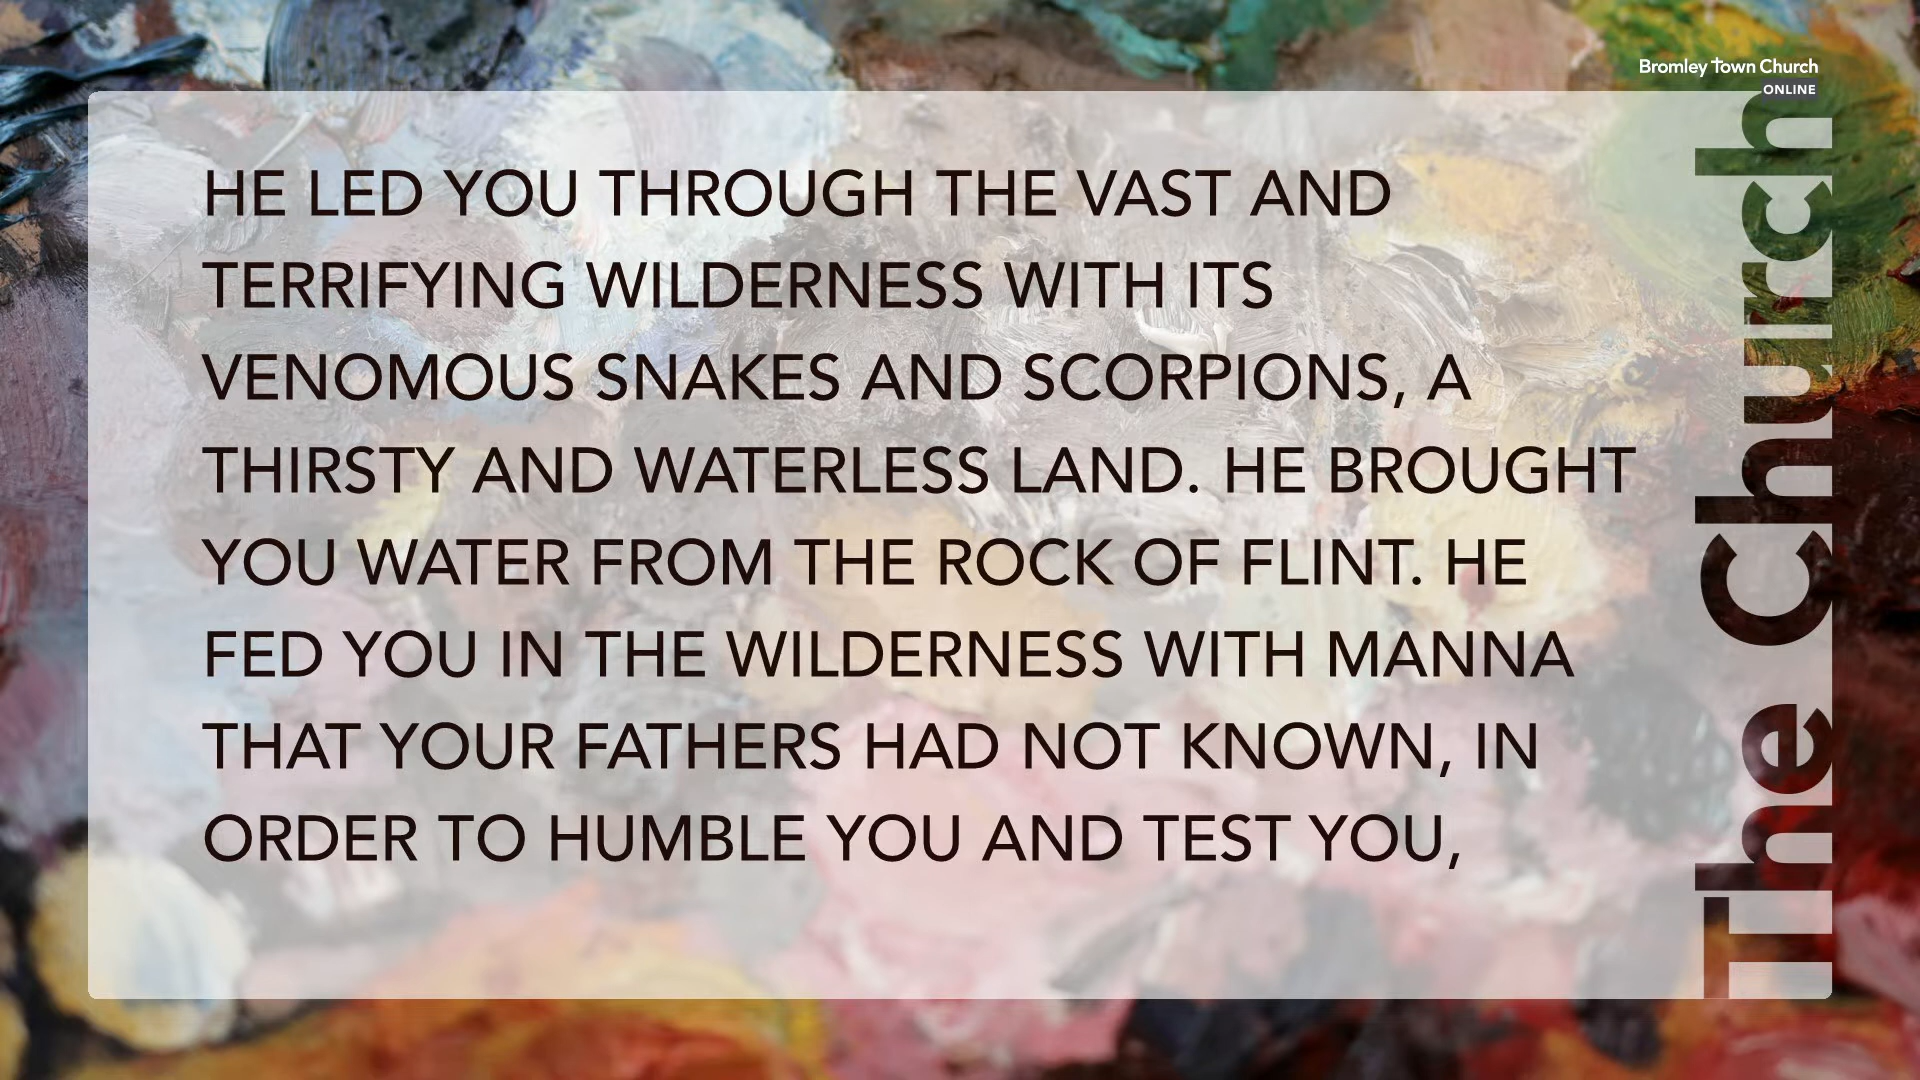 Bromley Town Church
ONLINE
HE LED YOU THROUGH THE VAST AND
TERRIFYING WILDERNESS WITH ITS
VENOMOUS SNAKES AND SCORPIONS, A
THIRSTY AND WATERLESS LAND. HE BROUGHT
YOU WATER FROM THE ROCK OF FLINT. HE
FED YOU IN THE WILDERNESS WITH MANNA
THAT YOUR FATHERS HAD NOT KNOWN, IN
ORDER TO HUMBLE YOU AND TEST YOU,
The Church